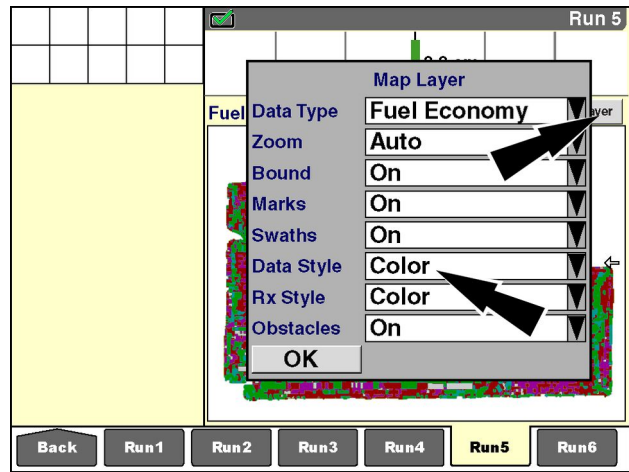 Run 5
Map Layer
Fuel
Data Type Fuel Economy
Zoom Auto
Bound On
Marks On
Swaths On
Data Style Color
Rx Style Color
Obstacles On
OK
Back Run1 Run2 Run3 Run4 Run5 Run6